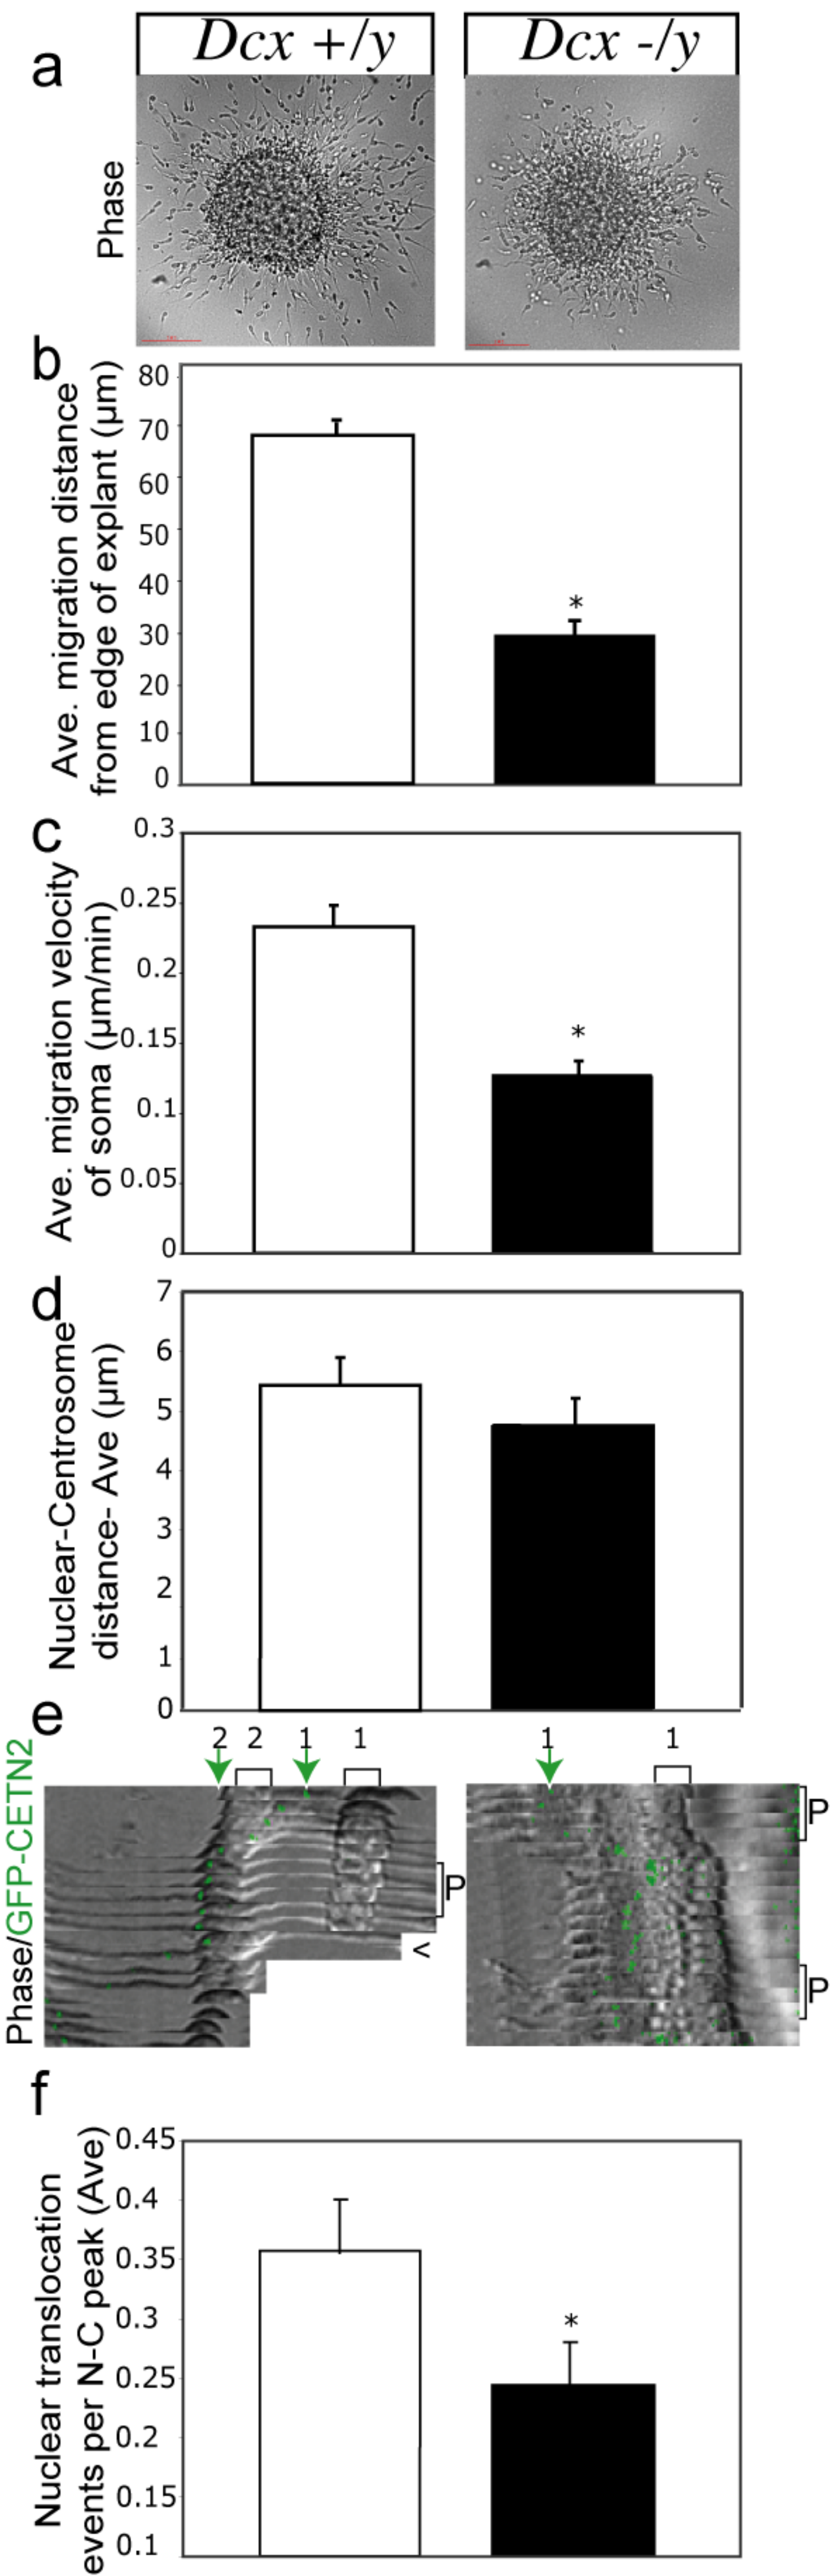 Dcx +/y
Dcx -/y
a
Phase
b
Ave. migration distance
from edge of explant (µm)
80
70
60
50
40
30
20
10
0
*
c
Ave. migration velocity
of soma (µm/min)
0.3
0.25
0.2
0.15
0.1
0.05
0
*
d
Nuclear-Centrosome
distance- Ave (µm)
7
6
5
4
3
2
1
0
e
Phase/GFP-CETN2
2 2 1 1
P
<
1 1
P
P
f
Nuclear translocation
events per N-C peak (Ave)
0.45
0.4
0.35
0.3
0.25
0.2
0.15
0.1
*